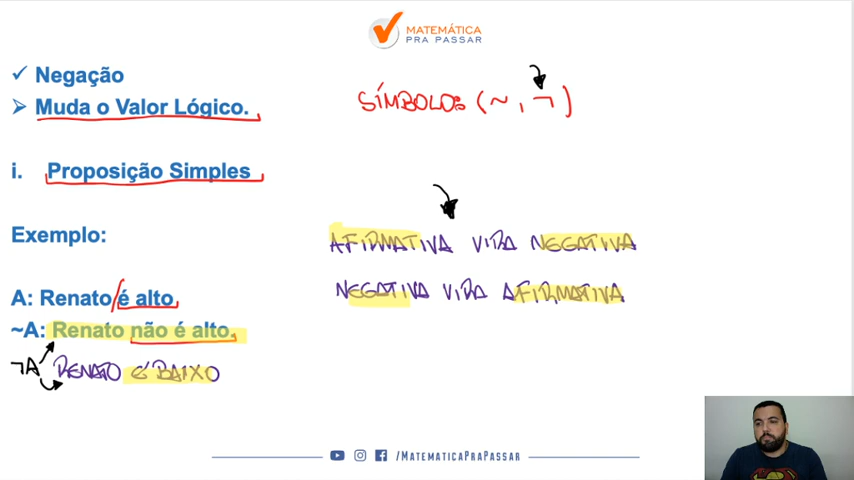 MATEMÁTICA
PRA PASSAR
✓ Negação
➢ Muda o Valor Lógico.
SÍMBOLOS (~, ¬)
i. Proposição Simples
Exemplo:
AFIRMATIVA VIRA NEGATIVA
NEGATIVA VIRA AFIRMATIVA
A: Renato é alto.
~A: Renato não é alto.
¬A RENATO É BAIXO
/MATEMATICAPRAPASSAR